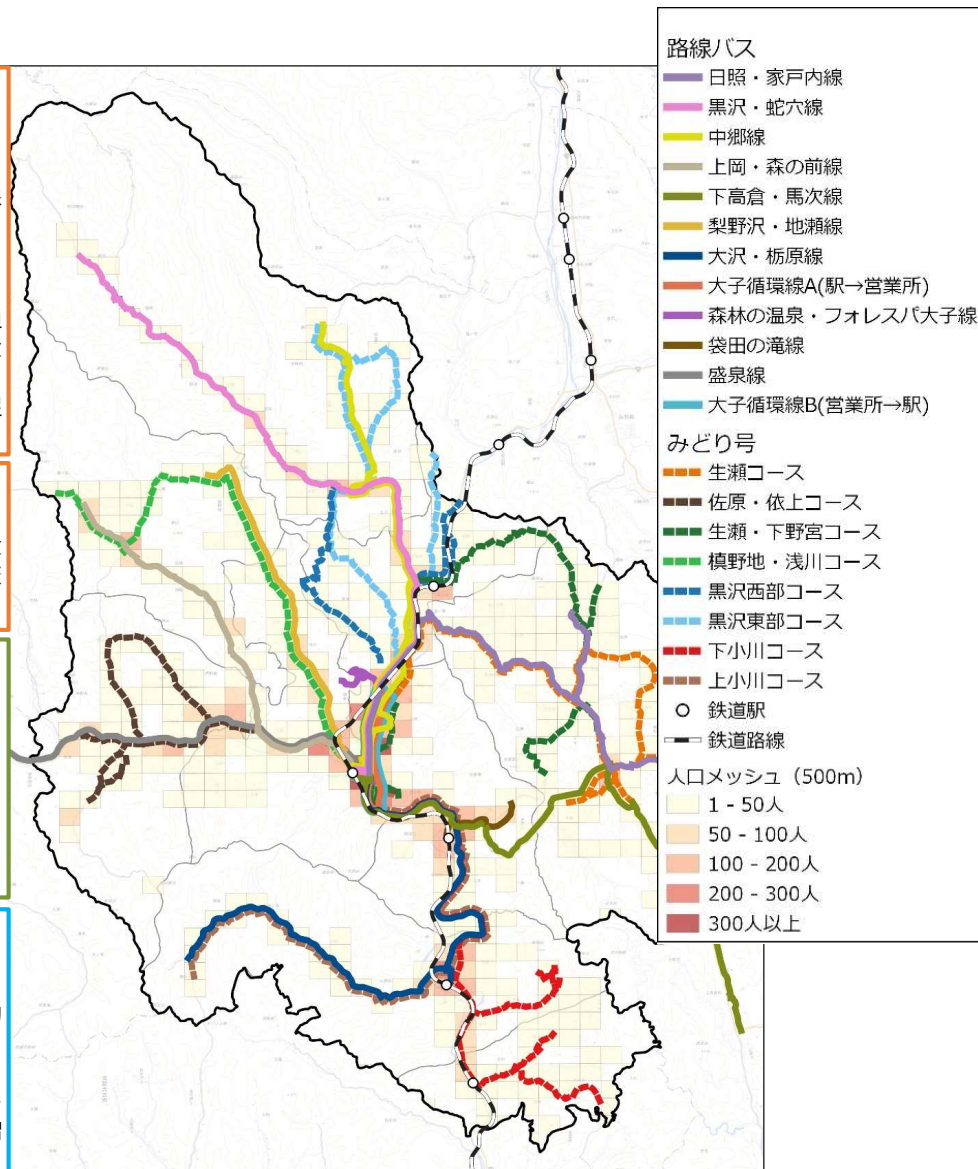 路線バス
日照・家戸内線
黒沢・蛇穴線
中郷線
上岡・森の前線
下高倉・馬次線
梨野沢・地瀬線
大沢・栃原線
大子循環線A(駅→営業所)
森林の温泉・フォレスパ大子線
袋田の滝線
盛泉線
大子循環線B(営業所→駅)
みどり号
生瀬コース
佐原・依上コース
生瀬・下野宮コース
槙野地・浅川コース
黒沢西部コース
黒沢東部コース
下小川コース
上小川コース
鉄道駅
鉄道路線
人口メッシュ（500m）
1 - 50人
50 - 100人
100 - 200人
200 - 300人
300人以上